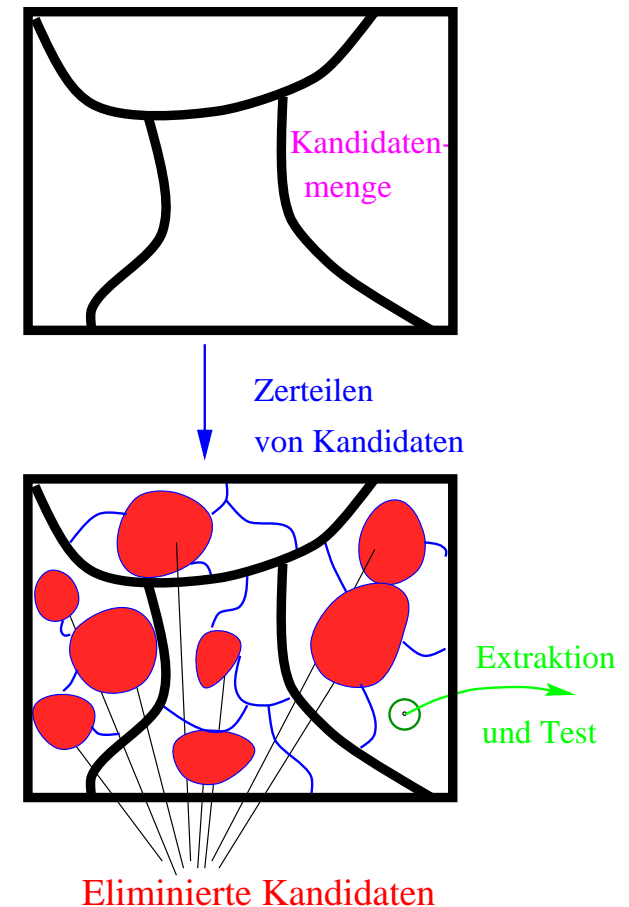 Kandidaten-
menge
Zerteilen
von Kandidaten
Extraktion
und Test
Eliminierte Kandidaten